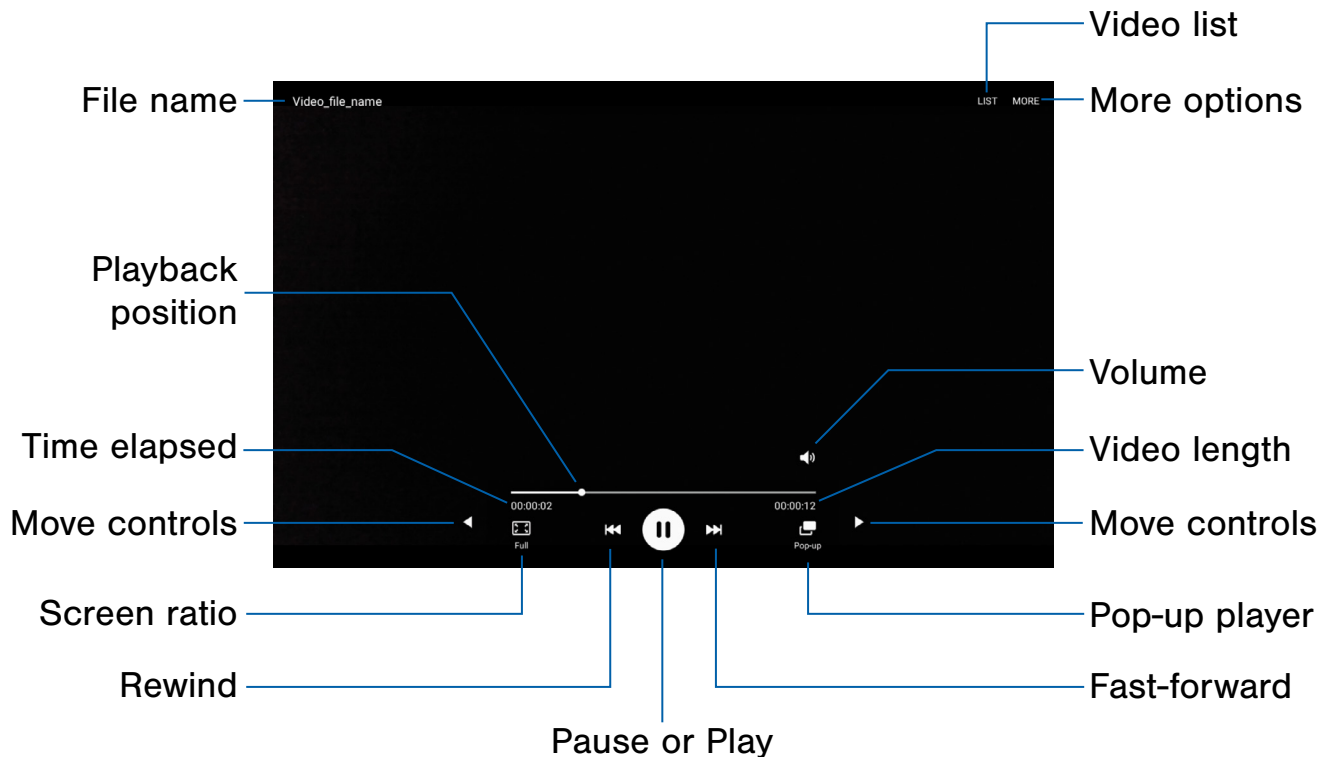 Video list
File name
Video_file_name
LIST
MORE
More options
Playback
position
Volume
Time elapsed
Video length
00:00:02
00:00:12
Move controls
Move controls
Full
Pop-up
Screen ratio
Pop-up player
Rewind
Fast-forward
Pause or Play